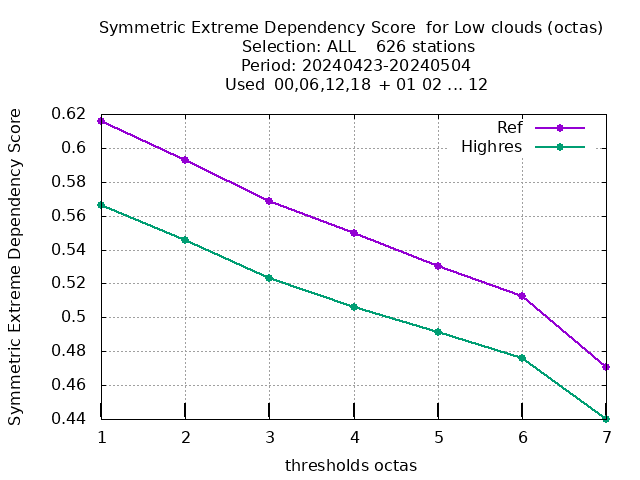 Symmetric Extreme Dependency Score  for Low clouds (octas)
Selection: ALL    626 stations
Period: 20240423-20240504
Used  00,06,12,18  + 01 02 ... 12
Symmetric Extreme Dependency Score
0.62
0.6
0.58
0.56
0.54
0.52
0.5
0.48
0.46
0.44
Ref
Highres
1 2 3 4 5 6 7
thresholds octas